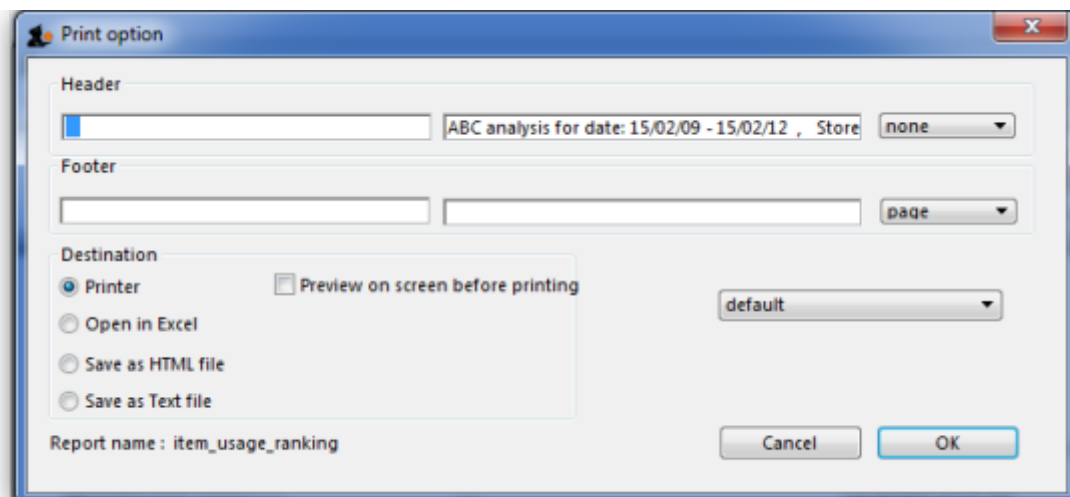 Print option
Header
ABC analysis for date: 15/02/09 - 15/02/12 , Store
none
Footer
page
Destination
Printer
Preview on screen before printing
default
Open in Excel
Save as HTML file
Save as Text file
Report name : item_usage_ranking
Cancel
OK